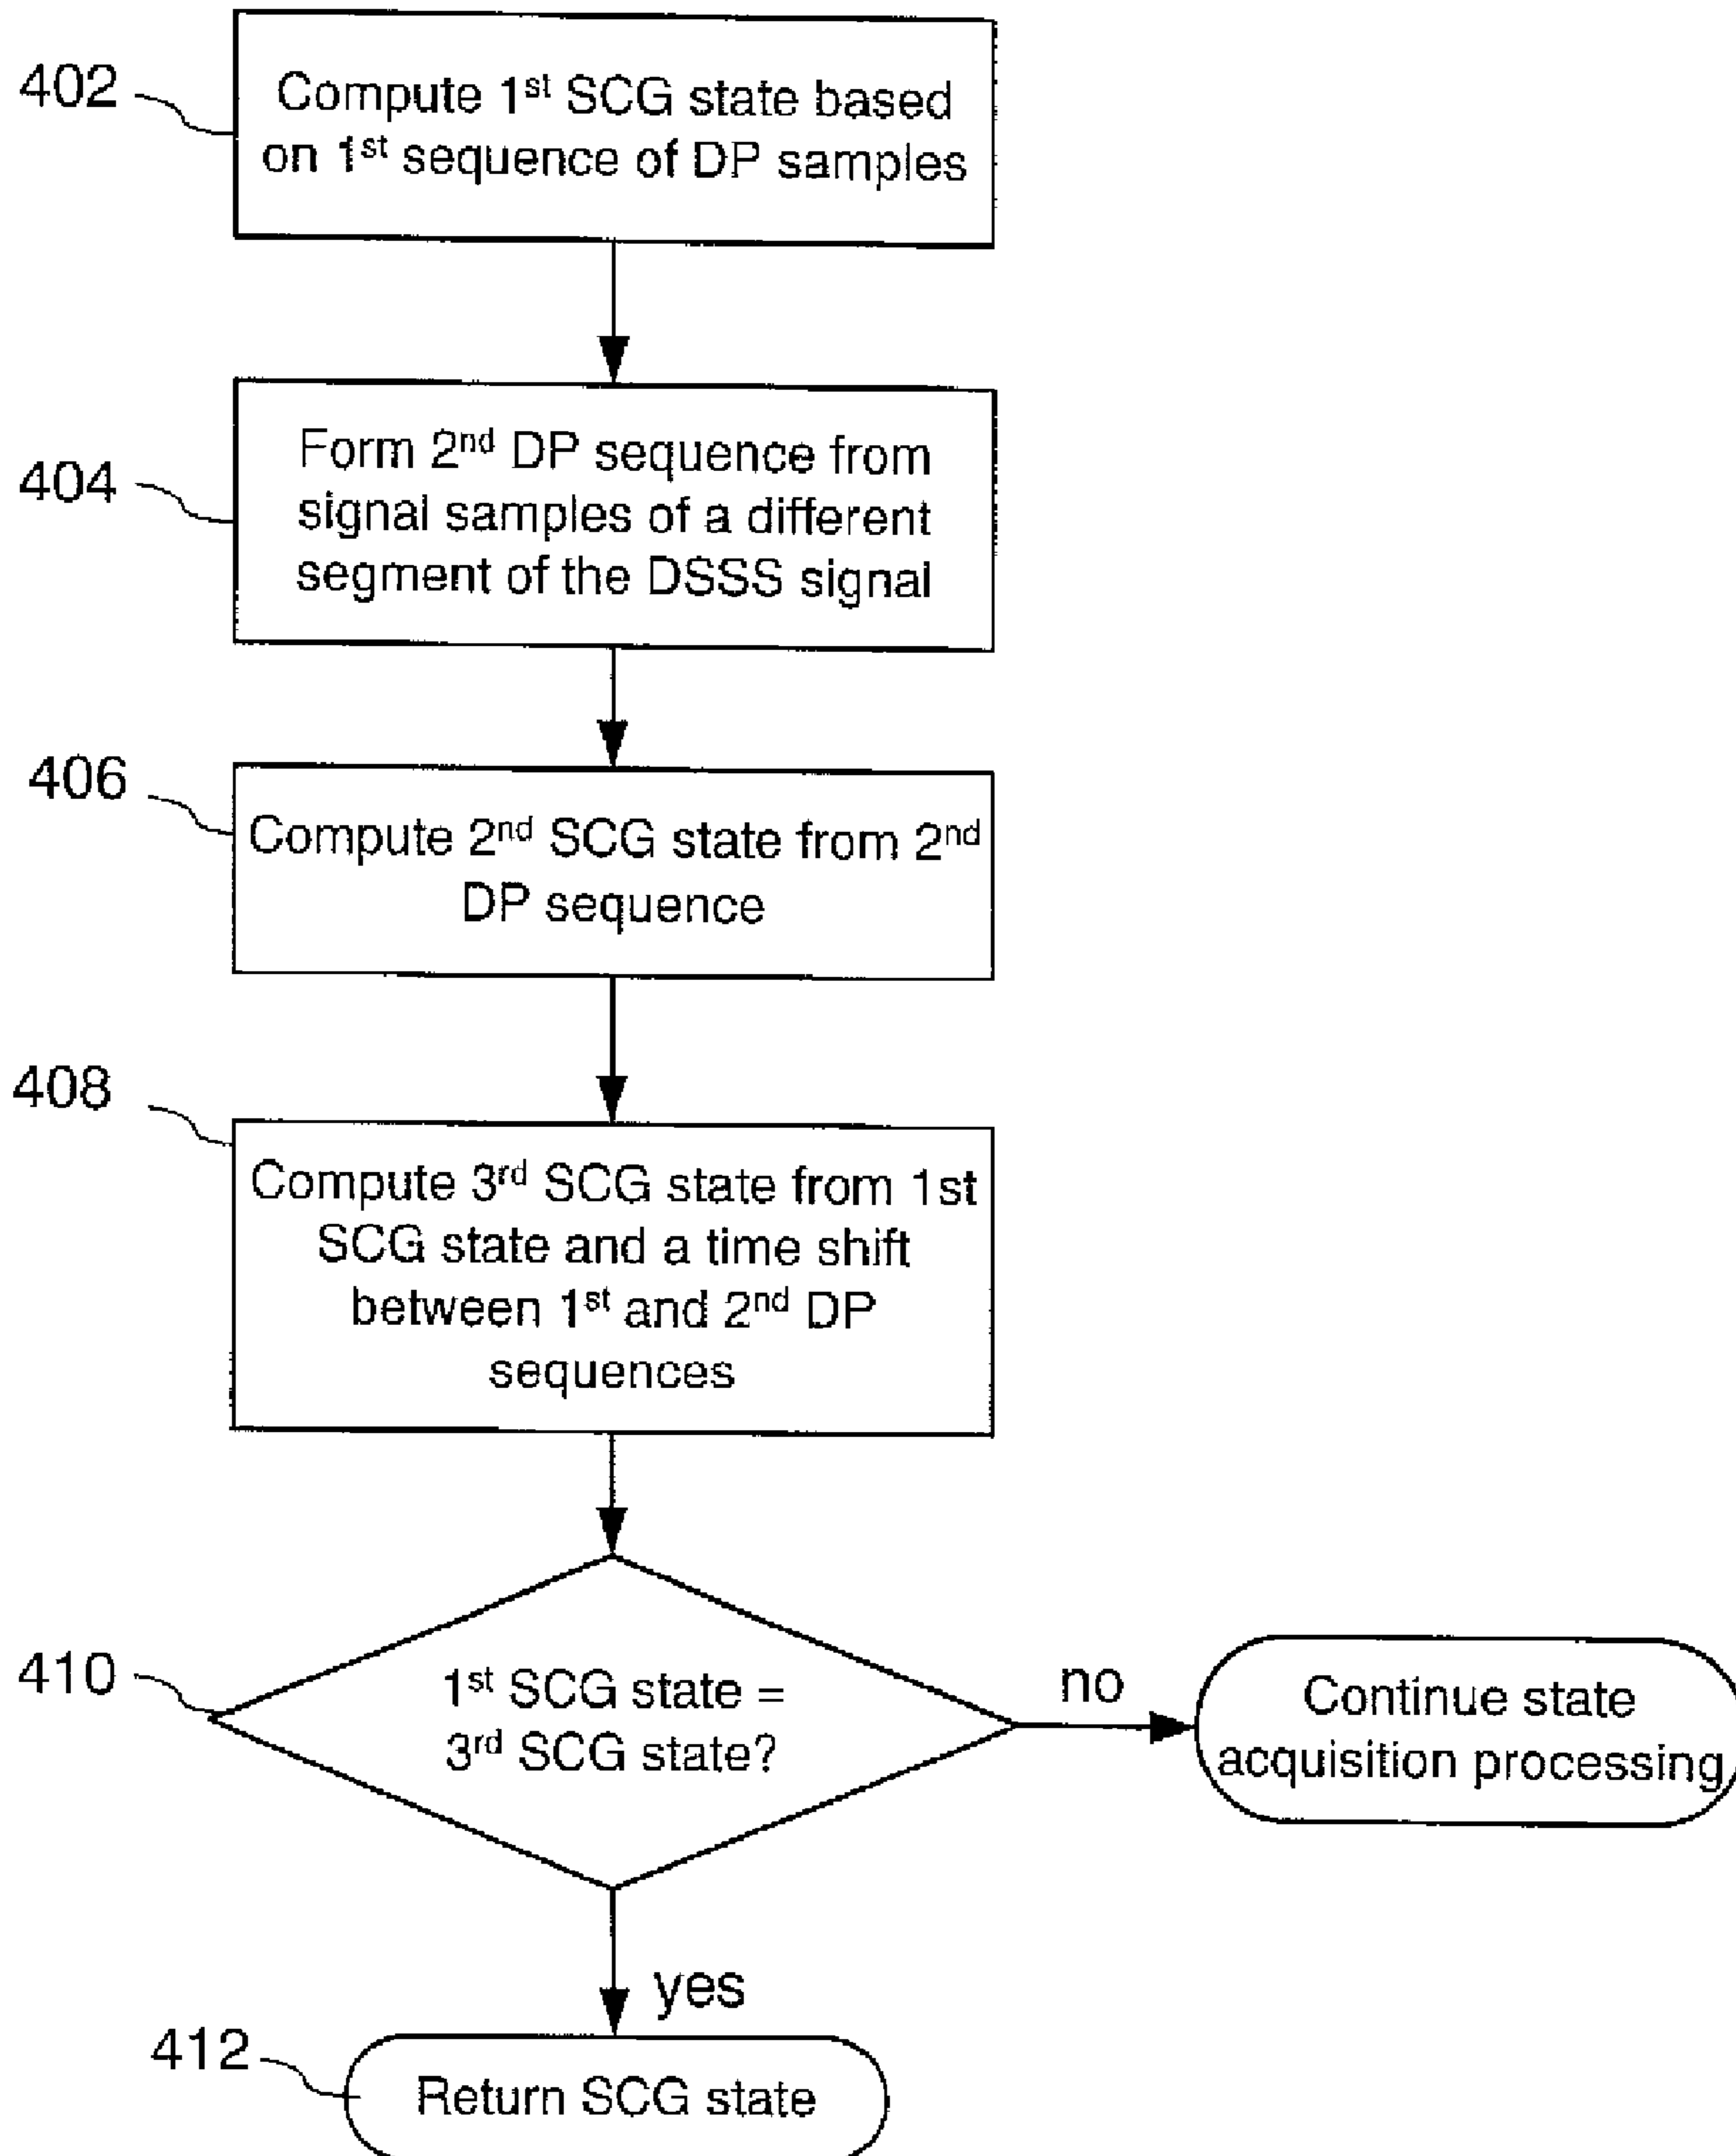 402
Compute 1st SCG state based
on 1st sequence of DP samples
404
Form 2nd DP sequence from
signal samples of a different
segment of the DSSS signal
406
Compute 2nd SCG state from 2nd
DP sequence
408
Compute 3rd SCG state from 1st
SCG state and a time shift
between 1st and 2nd DP
sequences
410
1st SCG state =
3rd SCG state?
no
Continue state
acquisition processing
yes
412
Return SCG state